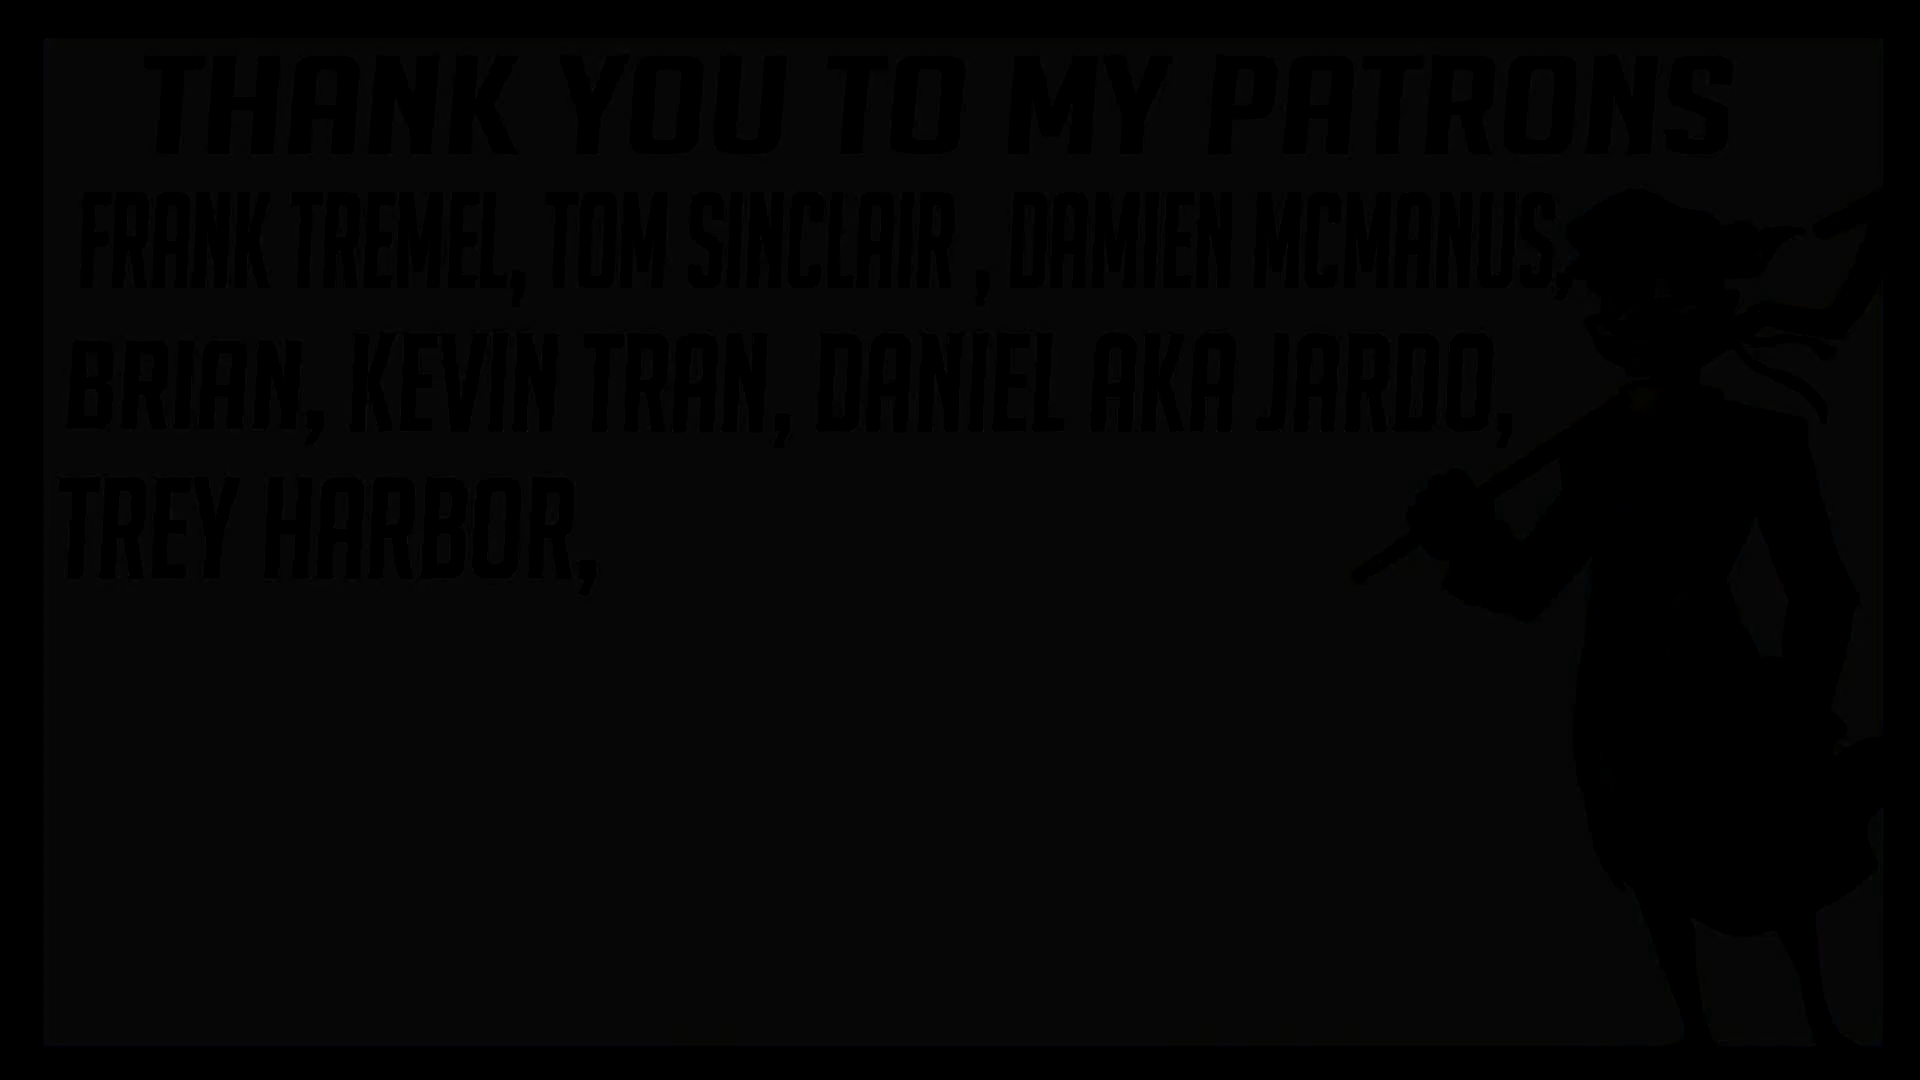 THANK YOU TO MY PATRONS
FRANK TREMEL, TOM SINCLAIR , DAMIEN MCMANUS,
BRIAN, KEVIN TRAN, DANIEL AKA JARDO,
TREY HARBOR,